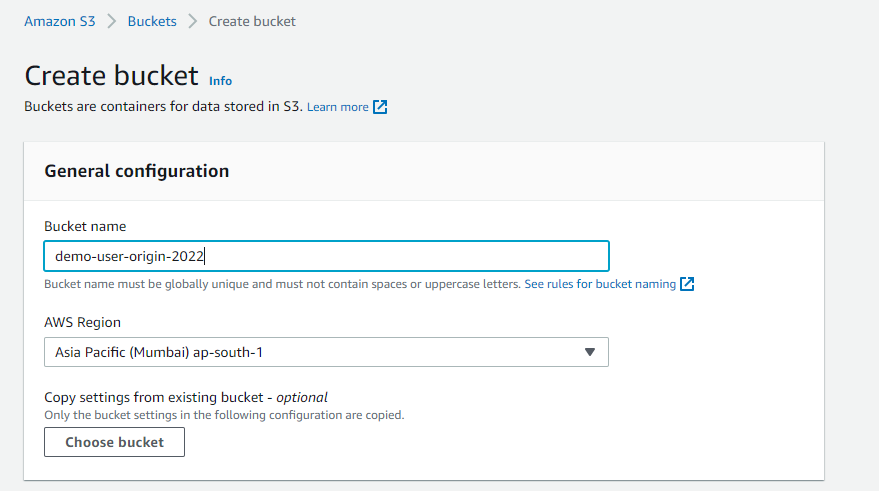 Amazon S3 > Buckets > Create bucket
Create bucket Info
Buckets are containers for data stored in S3. Learn more
General configuration
Bucket name
demo-user-origin-2022
Bucket name must be globally unique and must not contain spaces or uppercase letters. See rules for bucket naming
AWS Region
Asia Pacific (Mumbai) ap-south-1
Copy settings from existing bucket - optional
Only the bucket settings in the following configuration are copied.
Choose bucket